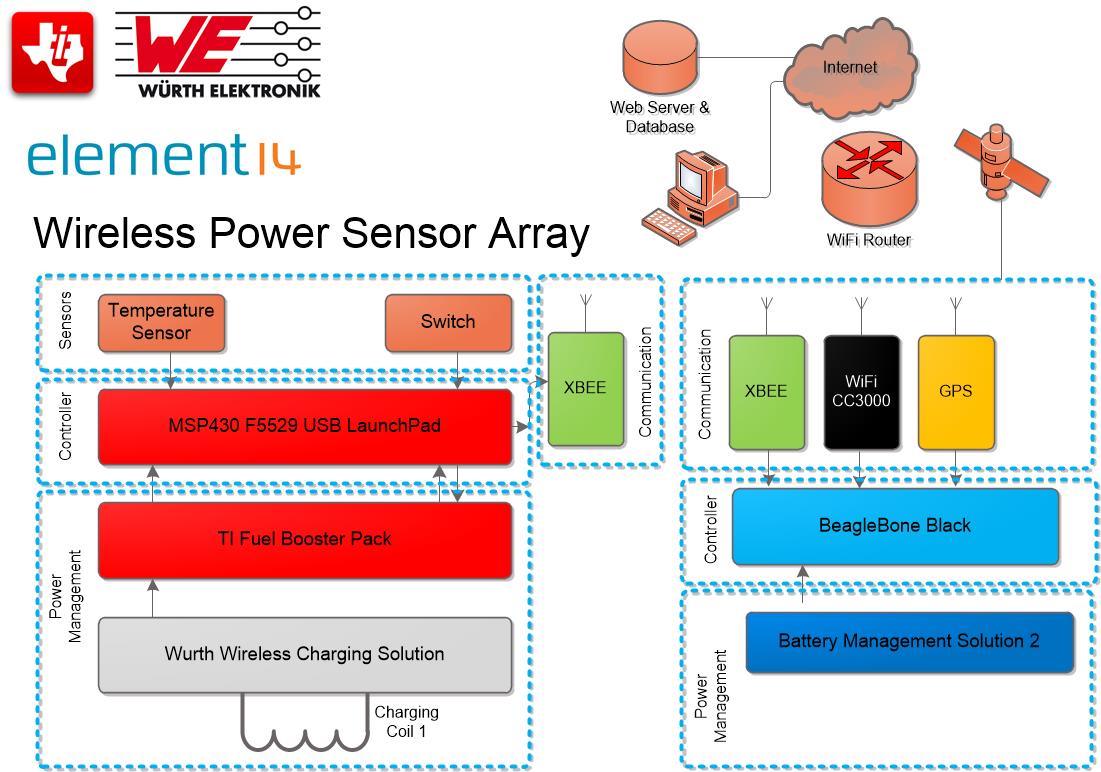 WE
WÜRTH ELEKTRONIK
element14
Wireless Power Sensor Array
Internet
Web Server &
Database
WiFi Router
Sensors
Temperature
Sensor
Switch
Controller
MSP430 F5529 USB LaunchPad
XBEE
Communication
Power
Management
TI Fuel Booster Pack
Wurth Wireless Charging Solution
Charging
Coil 1
Communication
XBEE
WiFi
CC3000
GPS
Controller
BeagleBone Black
Power
Management
Battery Management Solution 2